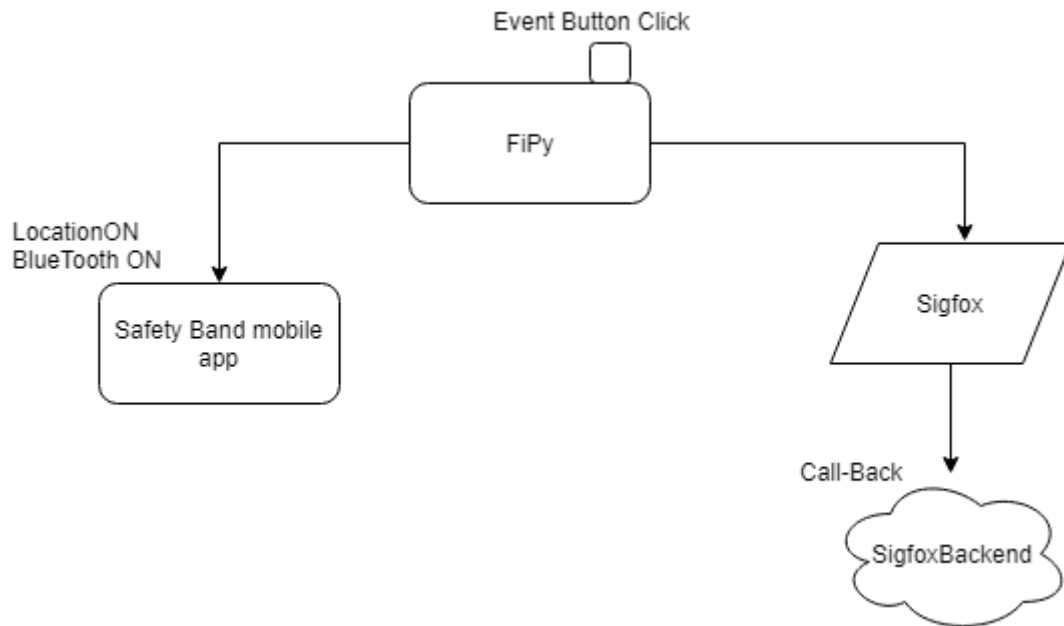 Event Button Click
FiPy
LocationON
BlueTooth ON
Safety Band mobile
app
Sigfox
Call-Back
SigfoxBackend